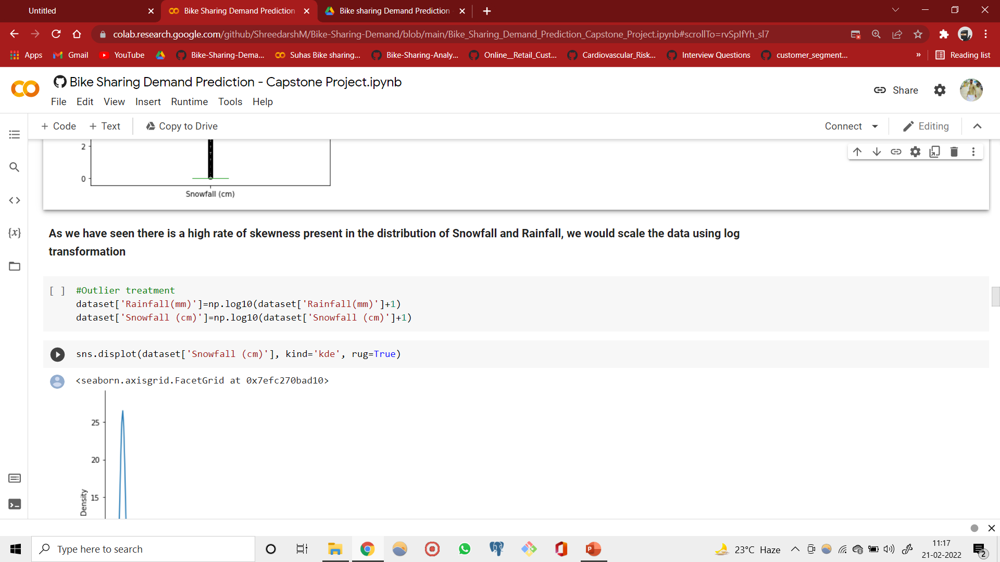 Untitled
Bike Sharing Demand Prediction
Bike sharing Demand Prediction
colab.research.google.com/github/ShreedarshM/Bike-Sharing-Demand/blob/main/Bike_Sharing_Demand_Prediction_Capstone_Project.ipynb#scrollTo=rvSpIfYh_sl7
Apps Gmail YouTube Bike-Sharing-Dema... Suhas Bike sharing... Bike-Sharing-Analy... Online__Retail_Cust... Cardiovascular_Risk... Interview Questions customer_segment... » Reading list
Bike Sharing Demand Prediction - Capstone Project.ipynb
Share
File Edit View Insert Runtime Tools Help
+ Code + Text Copy to Drive Connect Editing
2
0
Snowfall (cm)
As we have seen there is a high rate of skewness present in the distribution of Snowfall and Rainfall, we would scale the data using log
transformation
[ ] #Outlier treatment
dataset['Rainfall(mm)']=np.log10(dataset['Rainfall(mm)']+1)
dataset['Snowfall (cm)']=np.log10(dataset['Snowfall (cm)']+1)
sns.displot(dataset['Snowfall (cm)'], kind='kde', rug=True)
<seaborn.axisgrid.FacetGrid at 0x7efc270bad10>
25
20
15
Density
Type here to search
23°C Haze
11:17
21-02-2022
2